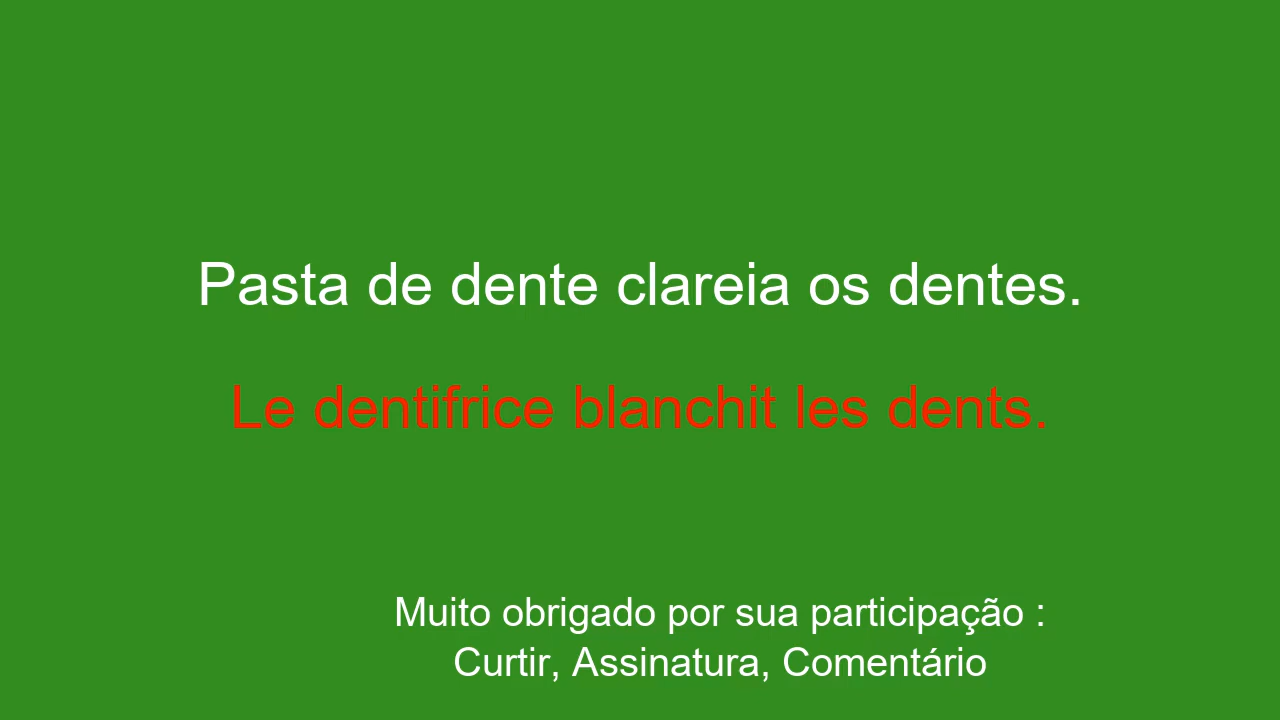 Pasta de dente clareia os dentes.
Le dentifrice blanchit les dents.
Muito obrigado por sua participação :
Curtir, Assinatura, Comentário